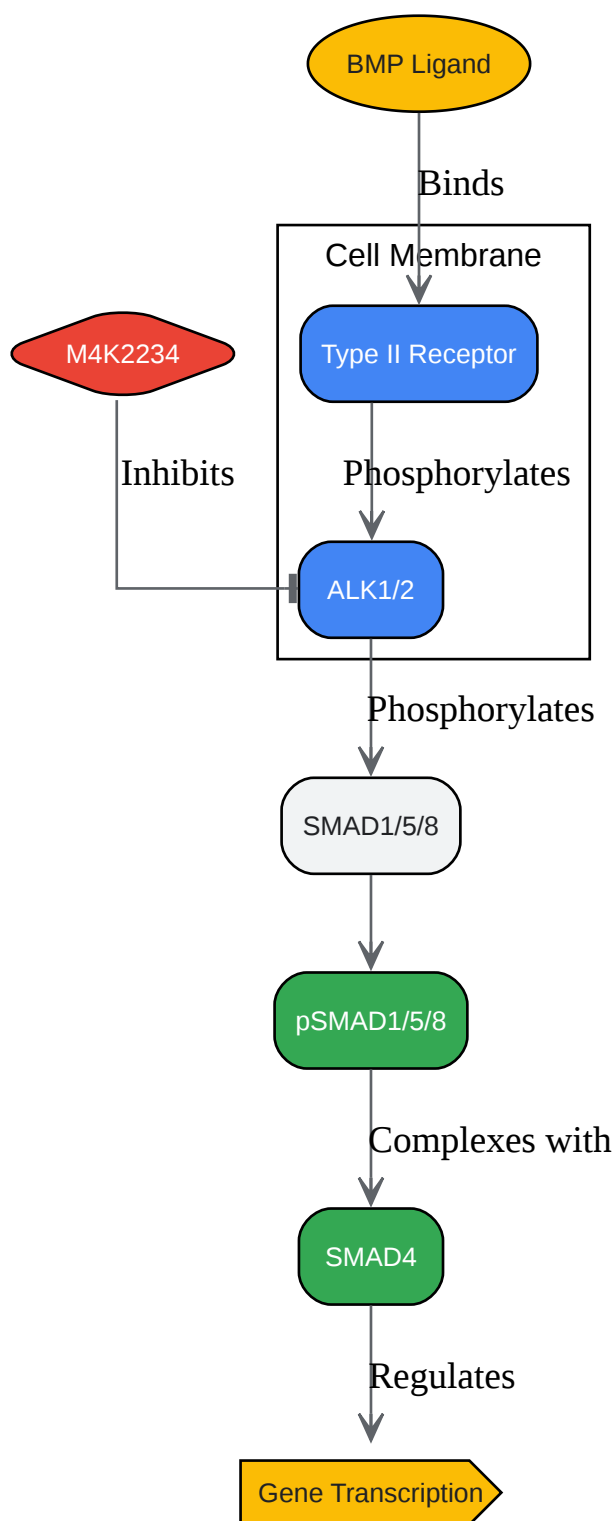 BMP Ligand
Binds
Cell Membrane
M4K2234
Type II Receptor
Inhibits
Phosphorylates
ALK1/2
Phosphorylates
SMAD1/5/8
pSMAD1/5/8
Complexes with
SMAD4
Regulates
Gene Transcription